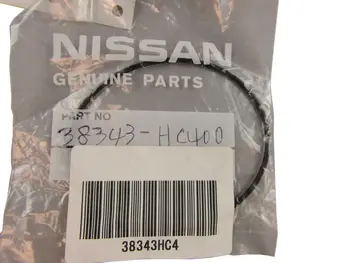 NISSAN
GENUINE PARTS
PART NO
38343-HC400
38343HC4